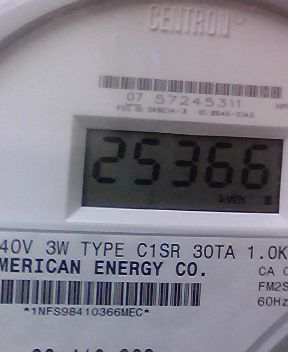 CENTRON®
07 57245311
25366
kWh
40V 3W TYPE C1SR 30TA 1.0K
MERICAN ENERGY CO.
CA 0
FM2S
60Hz
*1NFS98410366MEC*